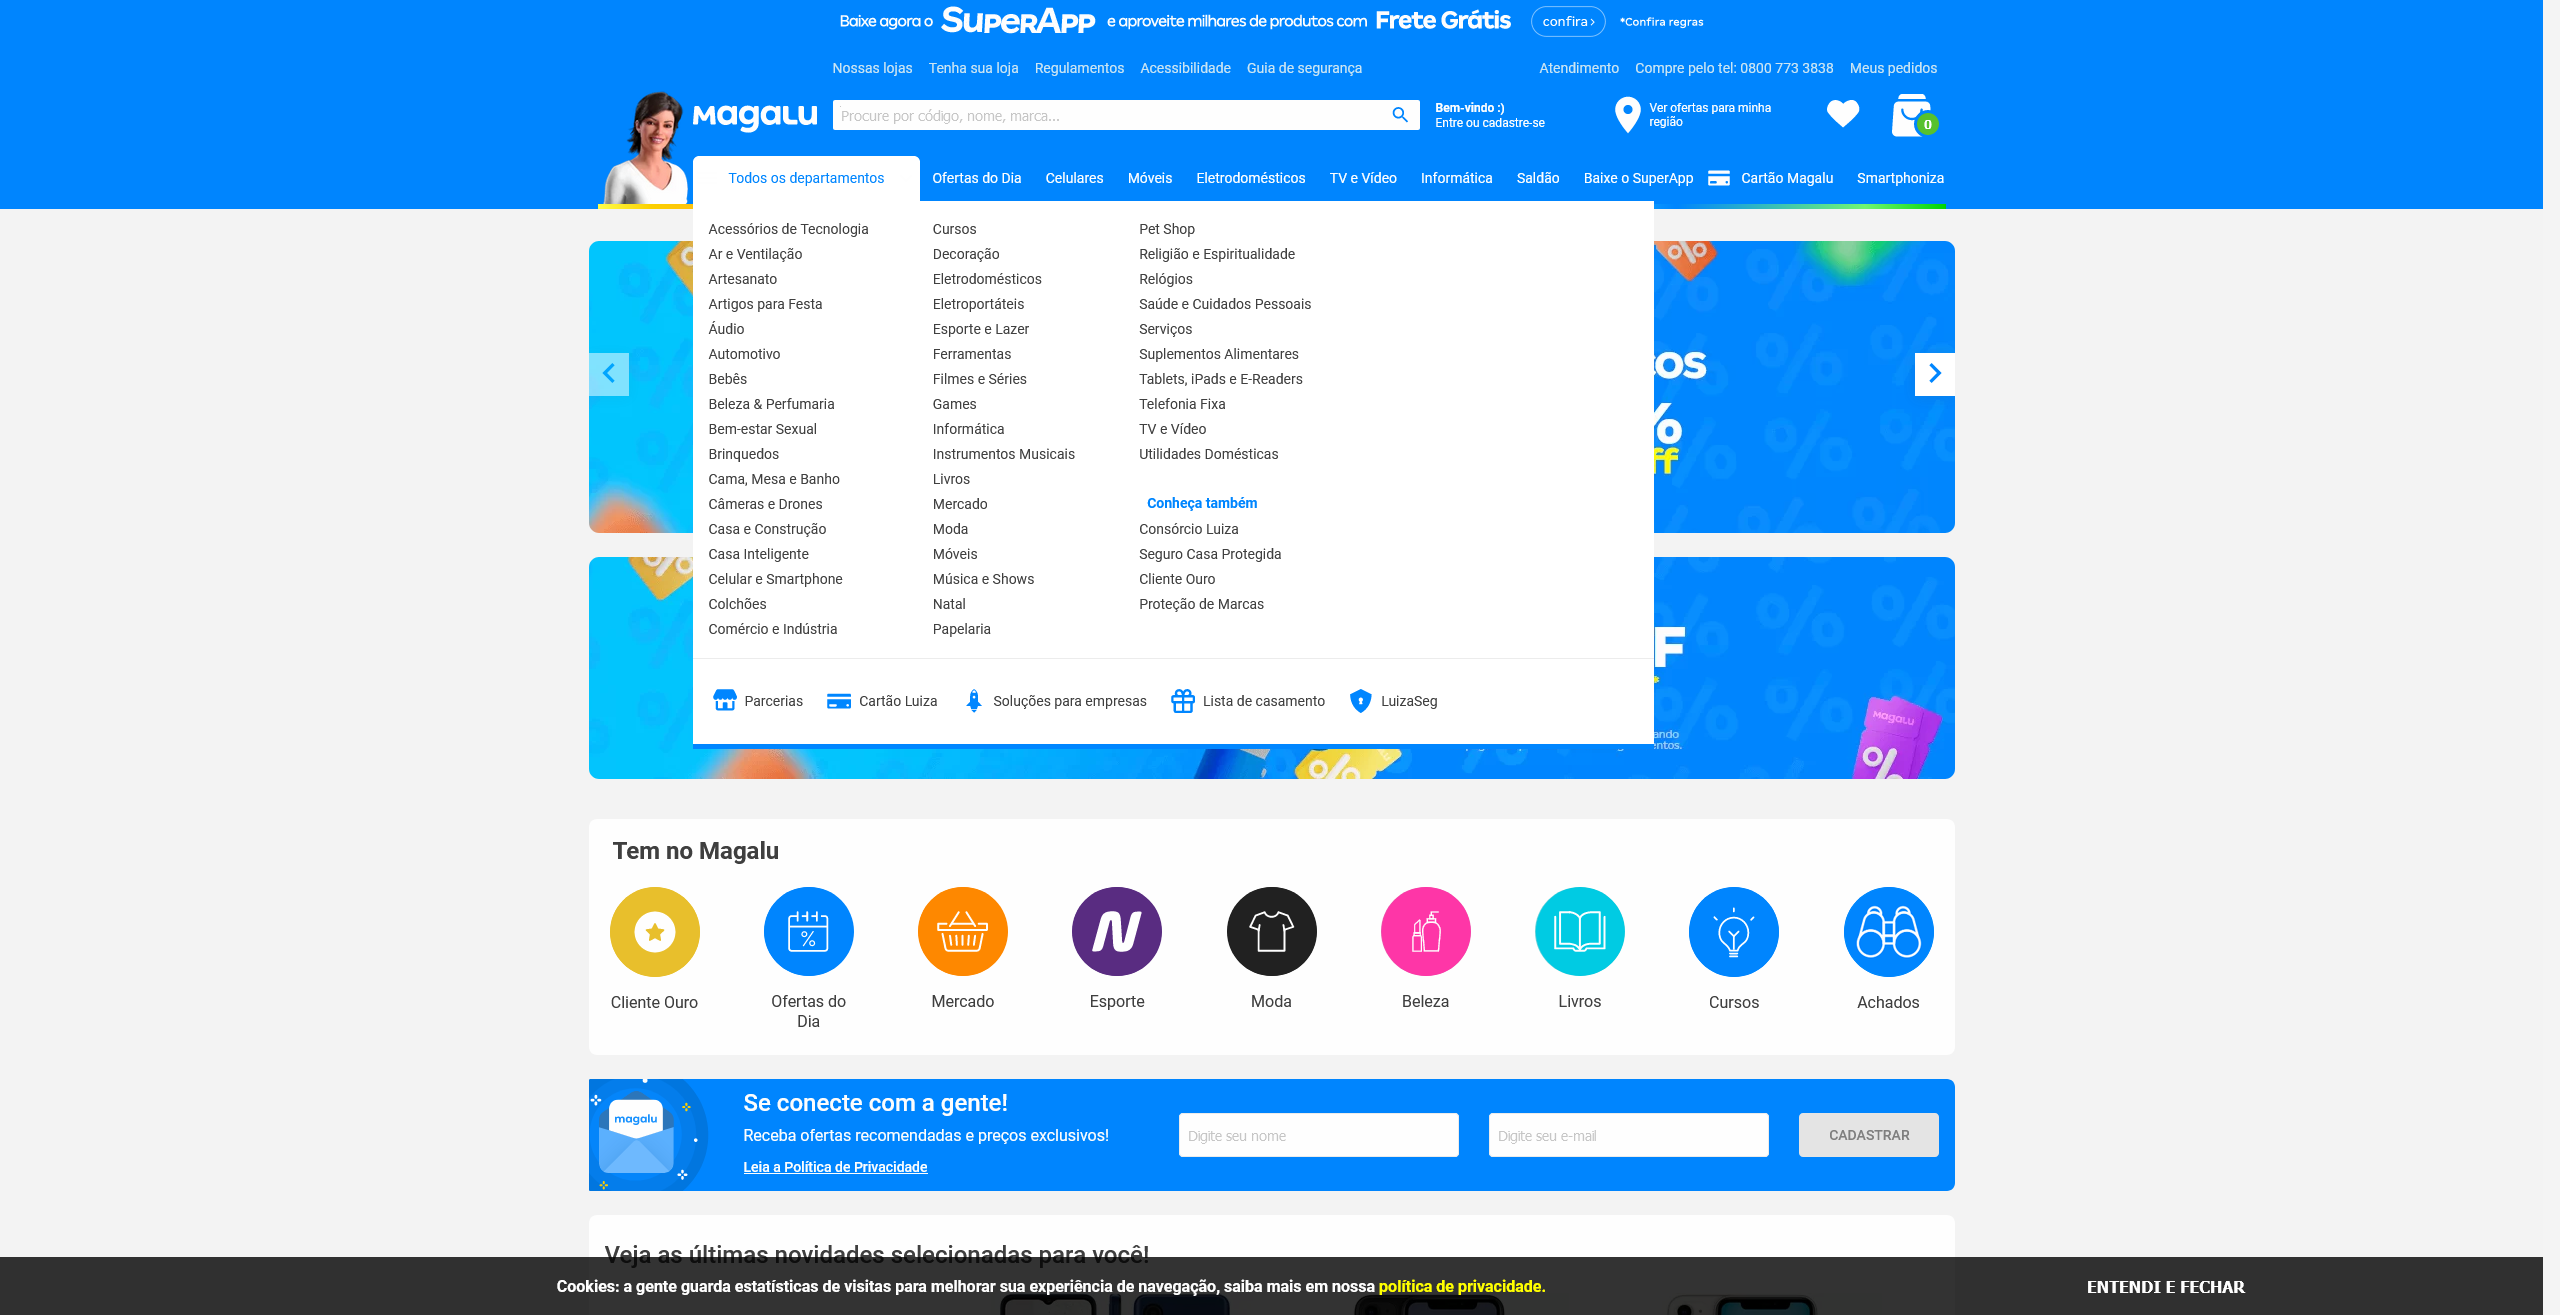 Baixe agora o SuperApp e aproveite milhares de produtos com Frete Grátis confira › *Confira regras
Nossas lojas Tenha sua loja Regulamentos Acessibilidade Guia de segurança Atendimento Compre pelo tel: 0800 773 3838 Meus pedidos
Magalu
Procure por código, nome, marca...
Bem-vindo :)
Entre ou cadastre-se
Ver ofertas para minha
região
0
Todos os departamentos Ofertas do Dia Celulares Móveis Eletrodomésticos TV e Vídeo Informática Saldão Baixe o SuperApp Cartão Magalu Smartphoniza
Acessórios de Tecnologia
Ar e Ventilação
Artesanato
Artigos para Festa
Áudio
Automotivo
Bebês
Beleza & Perfumaria
Bem-estar Sexual
Brinquedos
Cama, Mesa e Banho
Câmeras e Drones
Casa e Construção
Casa Inteligente
Celular e Smartphone
Colchões
Comércio e Indústria
Cursos
Decoração
Eletrodomésticos
Eletroportáteis
Esporte e Lazer
Ferramentas
Filmes e Séries
Games
Informática
Instrumentos Musicais
Livros
Mercado
Moda
Móveis
Música e Shows
Natal
Papelaria
Pet Shop
Religião e Espiritualidade
Relógios
Saúde e Cuidados Pessoais
Serviços
Suplementos Alimentares
Tablets, iPads e E-Readers
Telefonia Fixa
TV e Vídeo
Utilidades Domésticas
Conheça também
Consórcio Luiza
Seguro Casa Protegida
Cliente Ouro
Proteção de Marcas
Parcerias Cartão Luiza Soluções para empresas Lista de casamento LuizaSeg
Magalu
%
Tem no Magalu
Cliente Ouro
Ofertas do
Dia
Mercado
Esporte
Moda
Beleza
Livros
Cursos
Achados
magalu
Se conecte com a gente!
Receba ofertas recomendadas e preços exclusivos!
Leia a Política de Privacidade
Digite seu nome
Digite seu e-mail
CADASTRAR
Veja as últimas novidades selecionadas para você!
Cookies: a gente guarda estatísticas de visitas para melhorar sua experiência de navegação, saiba mais em nossa política de privacidade.
ENTENDI E FECHAR